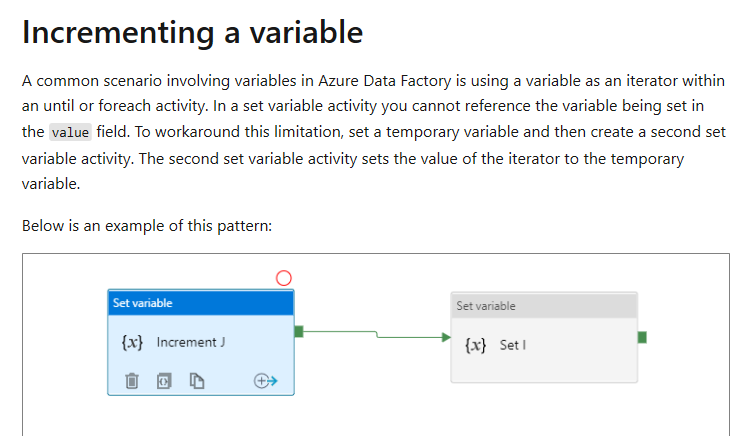 Incrementing a variable
A common scenario involving variables in Azure Data Factory is using a variable as an iterator within
an until or foreach activity. In a set variable activity you cannot reference the variable being set in
the value field. To workaround this limitation, set a temporary variable and then create a second set
variable activity. The second set variable activity sets the value of the iterator to the temporary
variable.
Below is an example of this pattern:
Set variable
{x} Increment J
Set variable
{x} Set I